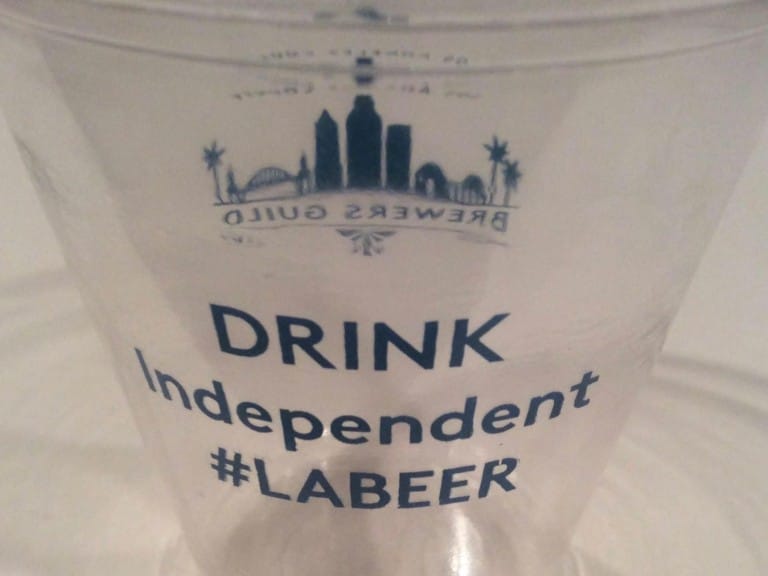 BREWERS GUILD
DRINK
Independent
#LABEER